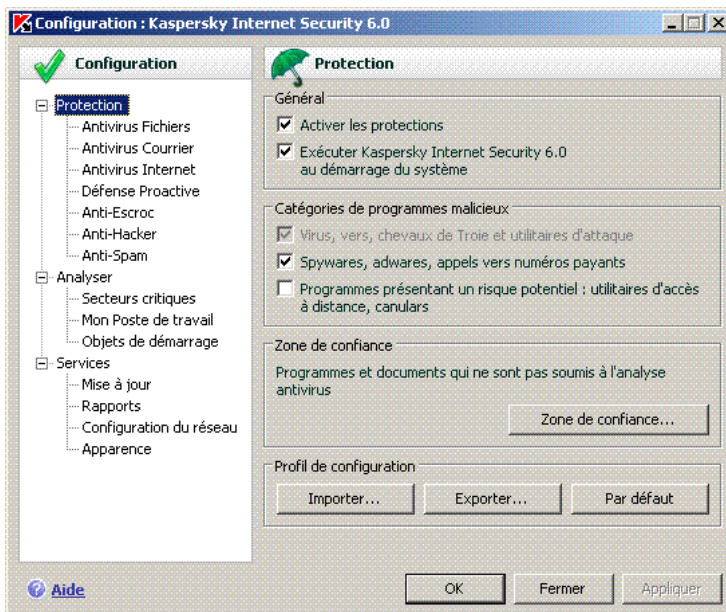 Configuration : Kaspersky Internet Security 6.0
Configuration
Protection
Antivirus Fichiers
Antivirus Courrier
Antivirus Internet
Défense Proactive
Anti-Escroc
Anti-Hacker
Anti-Spam
Analyser
Secteurs critiques
Mon Poste de travail
Objets de démarrage
Services
Mise à jour
Rapports
Configuration du réseau
Apparence
Protection
Général
Activer les protections
Exécuter Kaspersky Internet Security 6.0
au démarrage du système
Catégories de programmes malicieux
Virus, vers, chevaux de Troie et utilitaires d'attaque
Spywares, adwares, appels vers numéros payants
Programmes présentant un risque potentiel : utilitaires d'accès
à distance, canulars
Zone de confiance
Programmes et documents qui ne sont pas soumis à l'analyse
antivirus
Zone de confiance...
Profil de configuration
Importer...
Exporter...
Par défaut
Aide
OK
Fermer
Appliquer